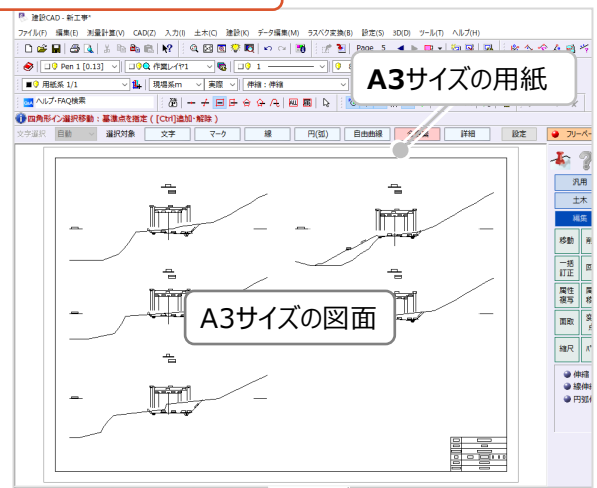 建設CAD - 新工事*
ファイル(F) 編集(E) 測量計算(V) CAD(Z) 入力(I) 土木(C) 建設(K) データ編集(M) ラスベク変換(B) 設定(S) 3D(D) ツール(T) ヘルプ(H)
Page 5
Pen 1 [0.13] 作業レイヤ1 1
用紙系 1/1 現場系m 実際 伸縮 : 伸縮
ヘルプ・FAQ検索
四角形イン選択移動 : 基準点を指定 ( [Ctrl]追加・解除 )
文字選択 自動 選択対象 文字 マーク 線 円(弧) 自由曲線 詳細 設定 フリーペー
A3サイズの用紙
A3サイズの図面
汎用
土木
編集
移動
一括訂正
属性複写
面取
縮尺
伸縮
線伸縮
円弧伸